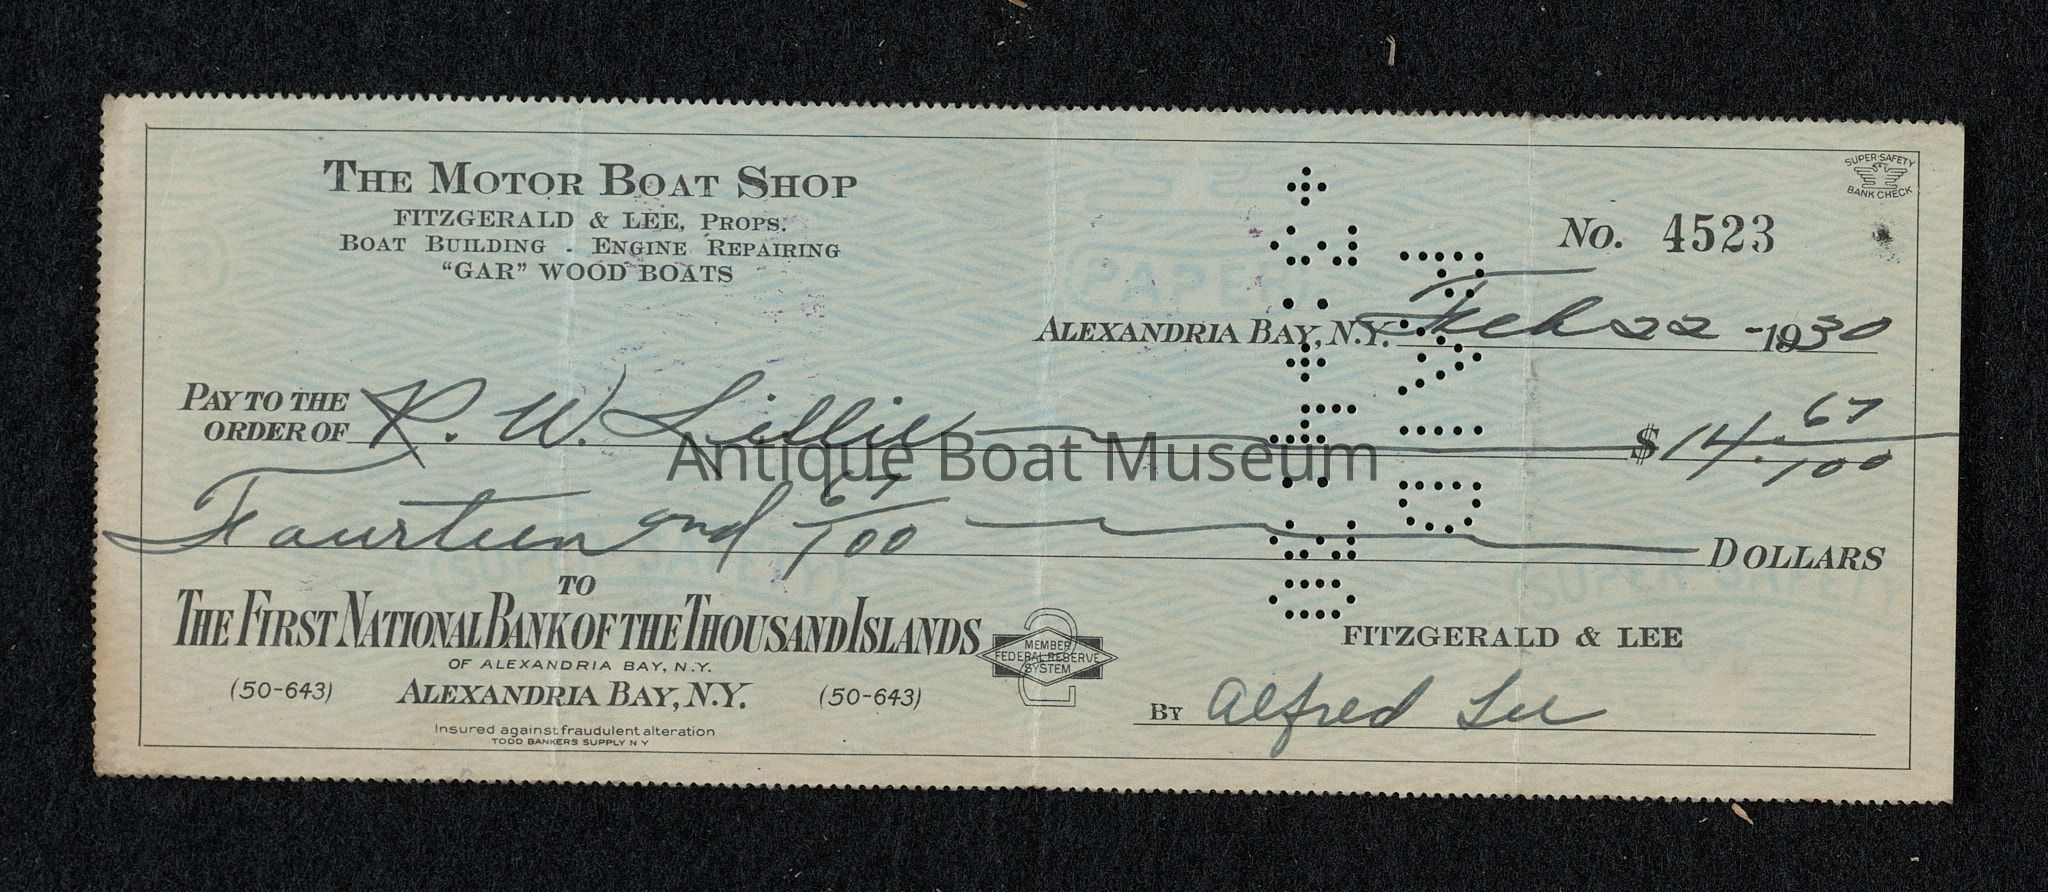 THE MOTOR BOAT SHOP
FITZGERALD & LEE, PROPS.
BOAT BUILDING - ENGINE REPAIRING
"GAR" WOOD BOATS
SUPER-SAFETY
BANK CHECK
No. 4523
ALEXANDRIA BAY, N.Y. Feb 22 - 1930
PAY TO THE
ORDER OF R. W. Lillie $ 14. 67/100
Antique Boat Museum
Fourteen and 67/100 DOLLARS
TO
THE FIRST NATIONAL BANK OF THE THOUSAND ISLANDS
OF ALEXANDRIA BAY, N.Y.
(50-643) ALEXANDRIA BAY, N.Y. (50-643)
Insured against fraudulent alteration
TODD BANKERS SUPPLY N Y
2
MEMBER
FEDERAL RESERVE
SYSTEM
FITZGERALD & LEE
BY Alfred Lee
PAID